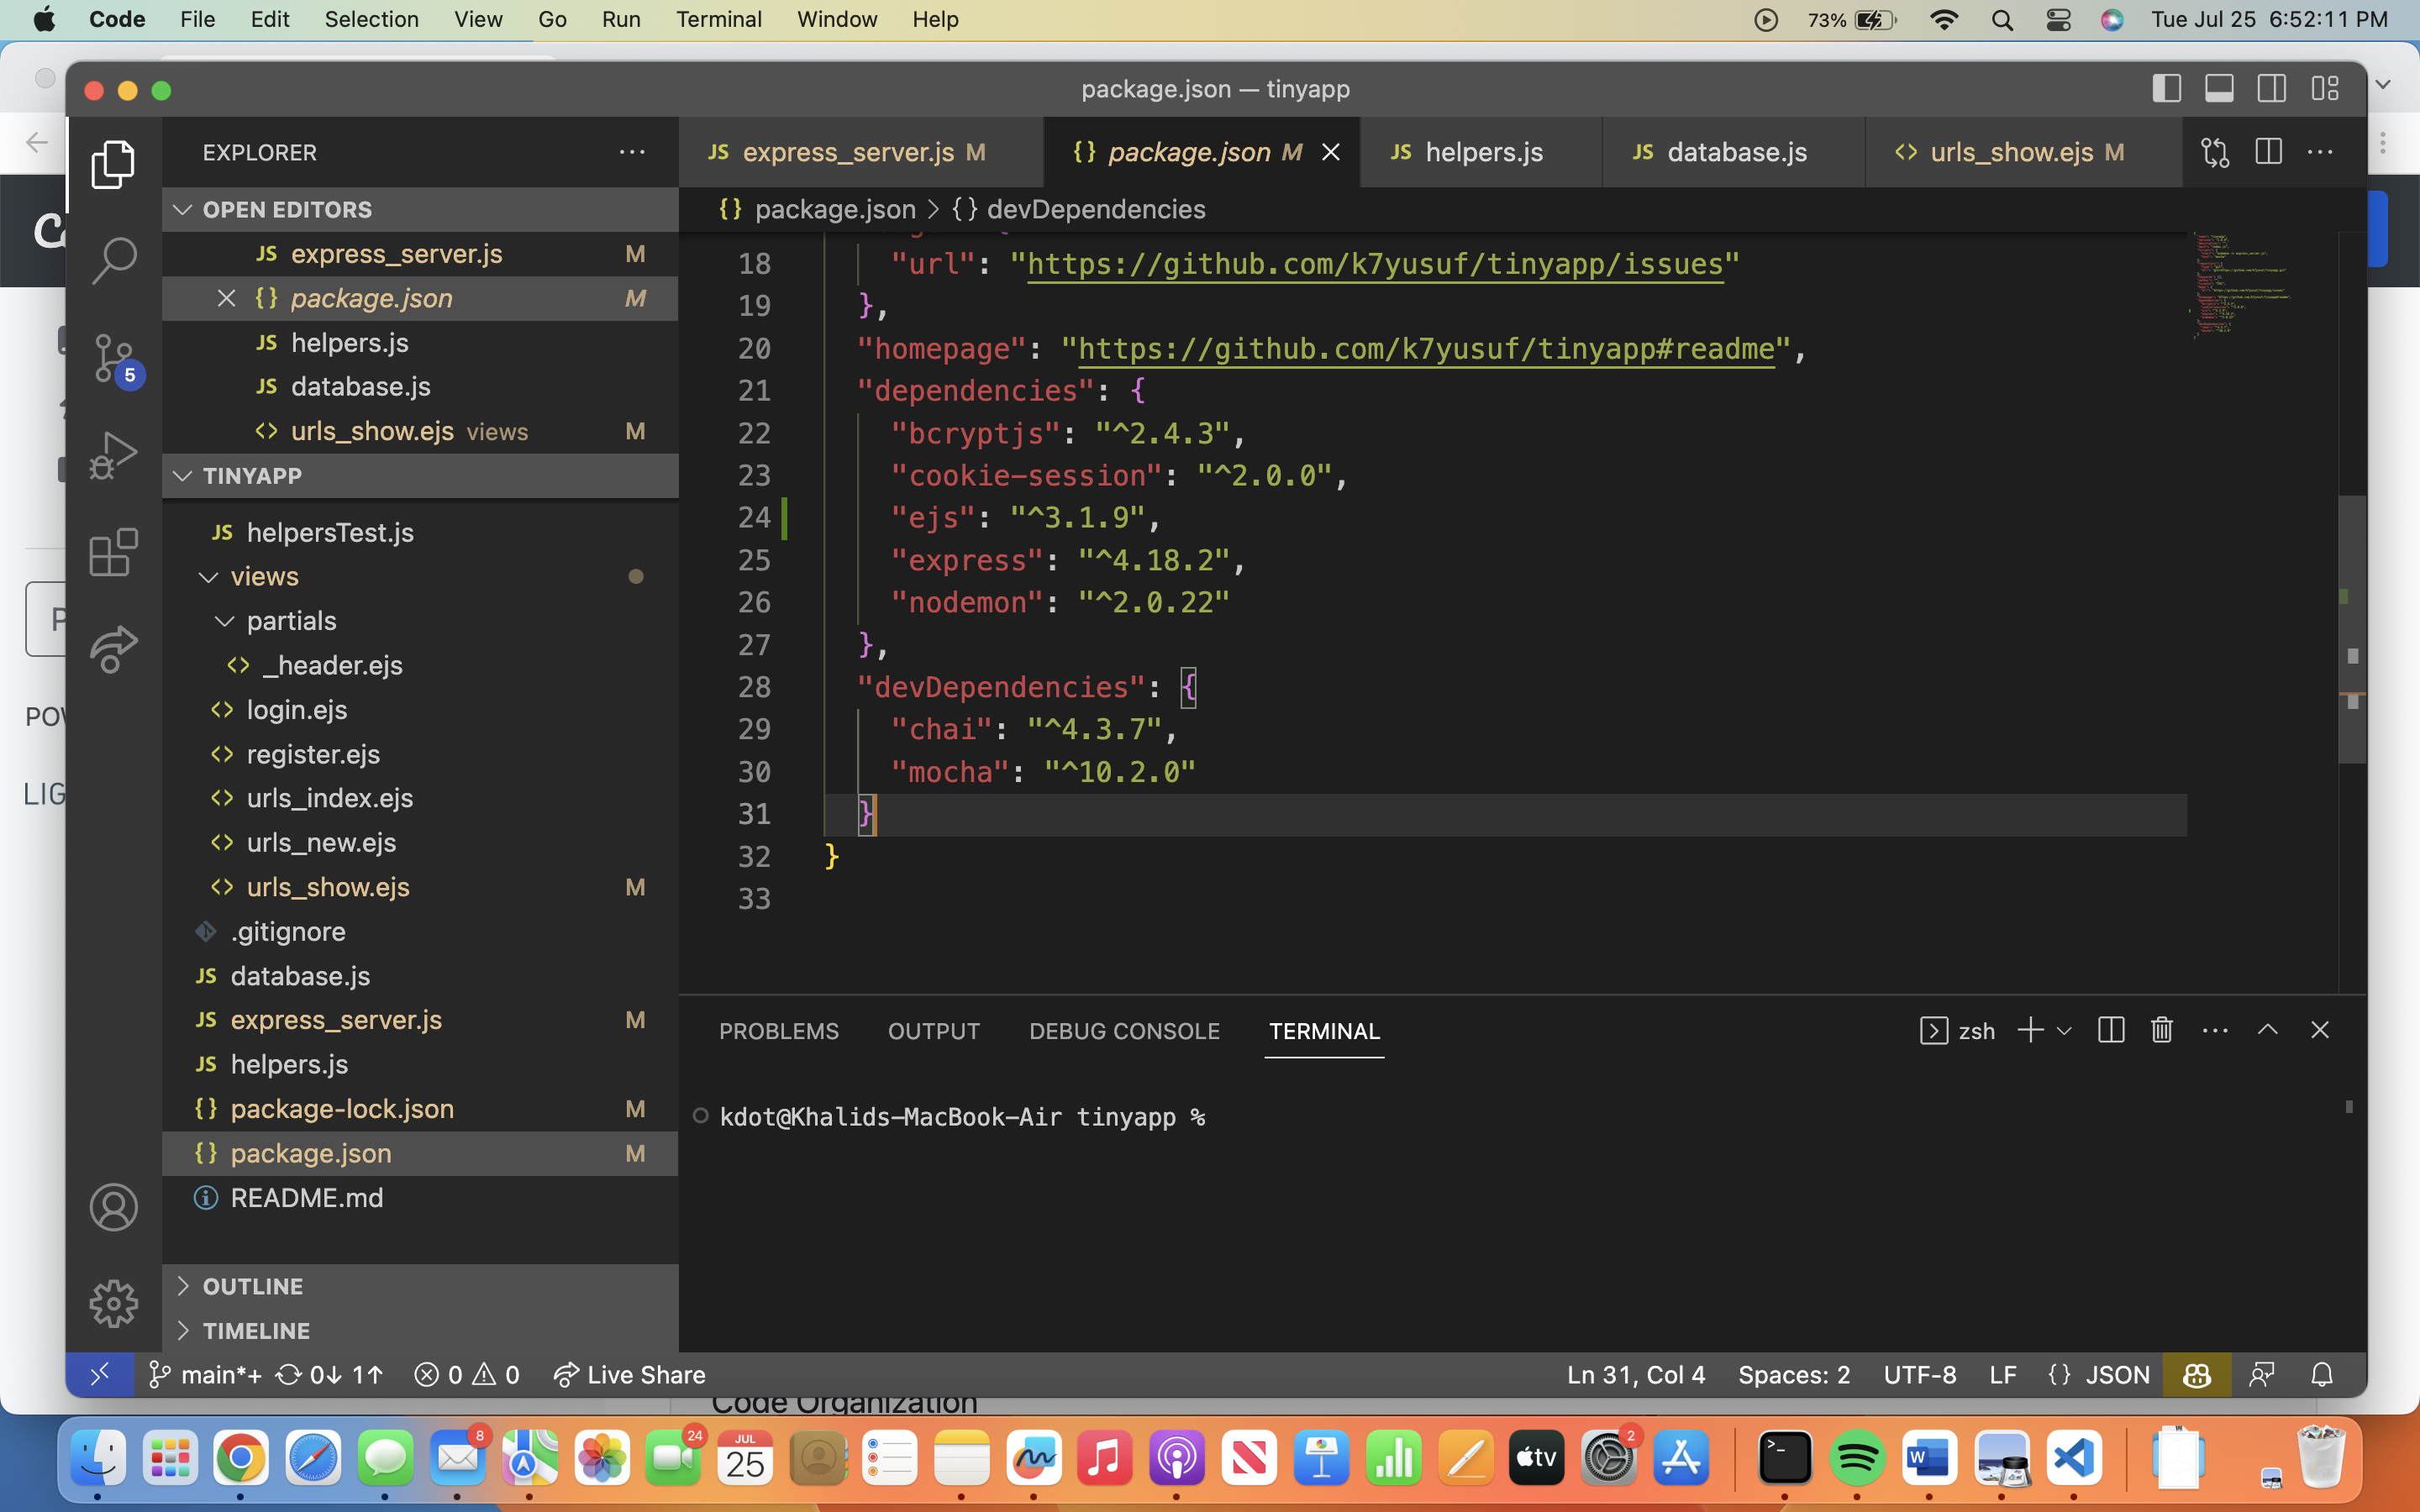 Code File Edit Selection View Go Run Terminal Window Help 73% Tue Jul 25 6:52:11 PM
package.json — tinyapp
EXPLORER
JS express_server.js M
{} package.json M
JS helpers.js
JS database.js
<> urls_show.ejs M
OPEN EDITORS
JS express_server.js M
{} package.json M
JS helpers.js
JS database.js
<> urls_show.ejs views M
5
TINYAPP
JS helpersTest.js
views
partials
<> _header.ejs
<> login.ejs
<> register.ejs
<> urls_index.ejs
<> urls_new.ejs
<> urls_show.ejs M
.gitignore
JS database.js
JS express_server.js M
JS helpers.js
{} package-lock.json M
{} package.json M
README.md
OUTLINE
TIMELINE
{} package.json > {} devDependencies
18 "url": "https://github.com/k7yusuf/tinyapp/issues"
19 },
20 "homepage": "https://github.com/k7yusuf/tinyapp#readme",
21 "dependencies": {
22 "bcryptjs": "^2.4.3",
23 "cookie-session": "^2.0.0",
24 "ejs": "^3.1.9",
25 "express": "^4.18.2",
26 "nodemon": "^2.0.22"
27 },
28 "devDependencies": {
29 "chai": "^4.3.7",
30 "mocha": "^10.2.0"
31 }
32 }
33
PROBLEMS OUTPUT DEBUG CONSOLE TERMINAL zsh
kdot@Khalids-MacBook-Air tinyapp %
main*+ 0↓ 1↑ 0 0 Live Share Ln 31, Col 4 Spaces: 2 UTF-8 LF {} JSON
Code Organization
8
24
JUL
25
tv
2
>_
W